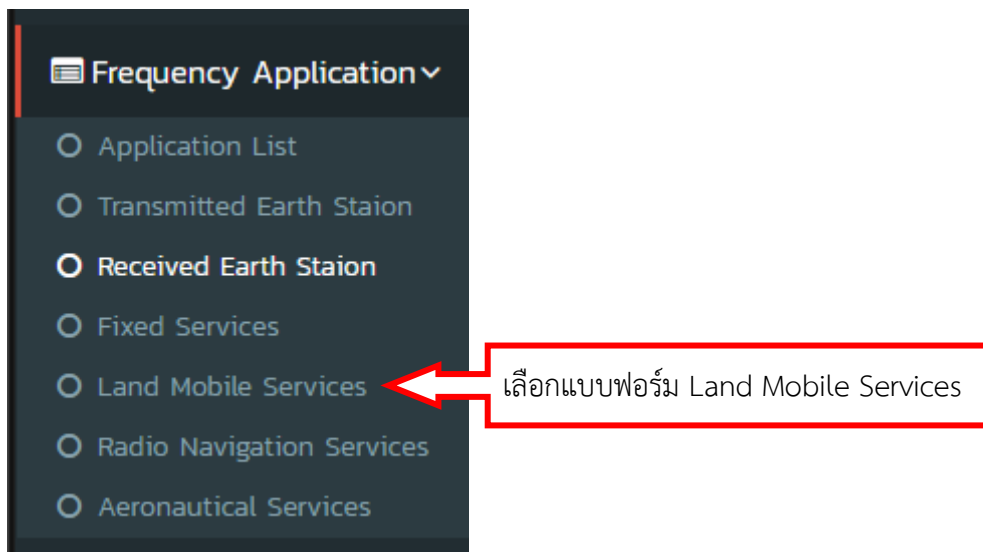 Frequency Application
Application List
Transmitted Earth Staion
Received Earth Staion
Fixed Services
Land Mobile Services
เลือกแบบฟอร์ม Land Mobile Services
Radio Navigation Services
Aeronautical Services